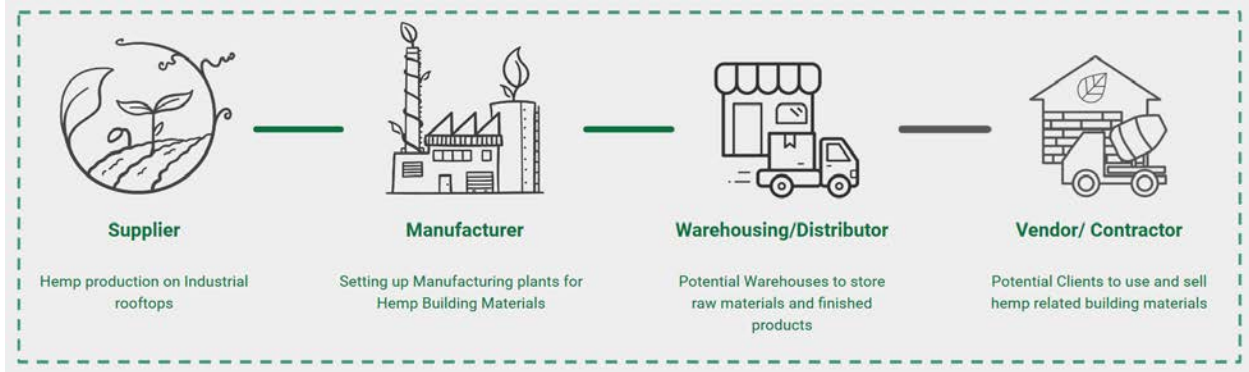 Supplier
Hemp production on Industrial
rooftops
Manufacturer
Setting up Manufacturing plants for
Hemp Building Materials
Warehousing/Distributor
Potential Warehouses to store
raw materials and finished
products
Vendor/ Contractor
Potential Clients to use and sell
hemp related building materials